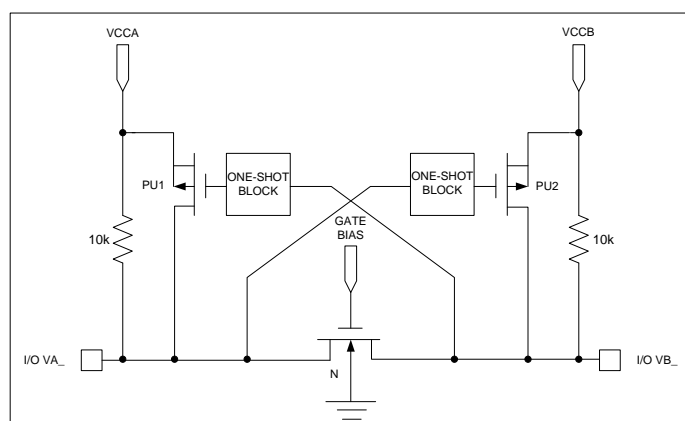 VCCA
VCCB
PU1
ONE-SHOT
BLOCK
ONE-SHOT
BLOCK
PU2
GATE
BIAS
10k
10k
I/O VA_
I/O VB_
N